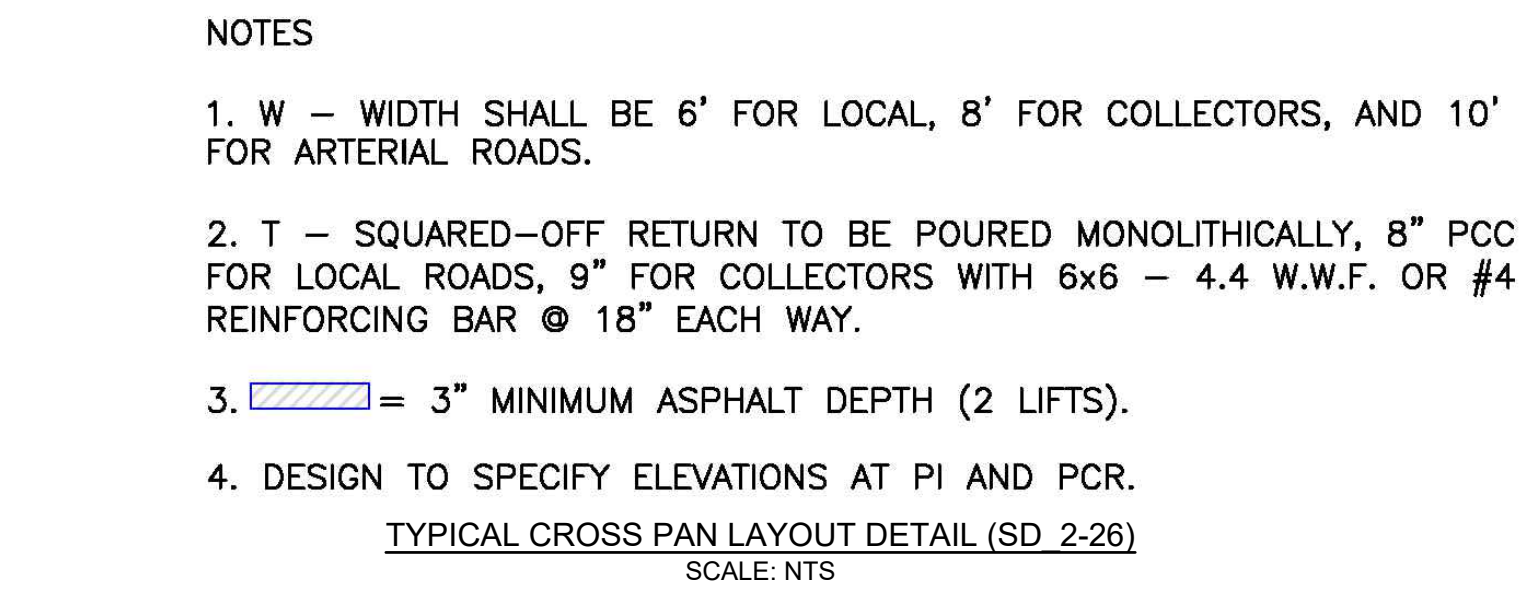 NOTES
1. W – WIDTH SHALL BE 6' FOR LOCAL, 8' FOR COLLECTORS, AND 10'
FOR ARTERIAL ROADS.
2. T – SQUARED–OFF RETURN TO BE POURED MONOLITHICALLY, 8" PCC
FOR LOCAL ROADS, 9" FOR COLLECTORS WITH 6x6 – 4.4 W.W.F. OR #4
REINFORCING BAR @ 18" EACH WAY.
3. = 3" MINIMUM ASPHALT DEPTH (2 LIFTS).
4. DESIGN TO SPECIFY ELEVATIONS AT PI AND PCR.
TYPICAL CROSS PAN LAYOUT DETAIL (SD_2-26)
SCALE: NTS